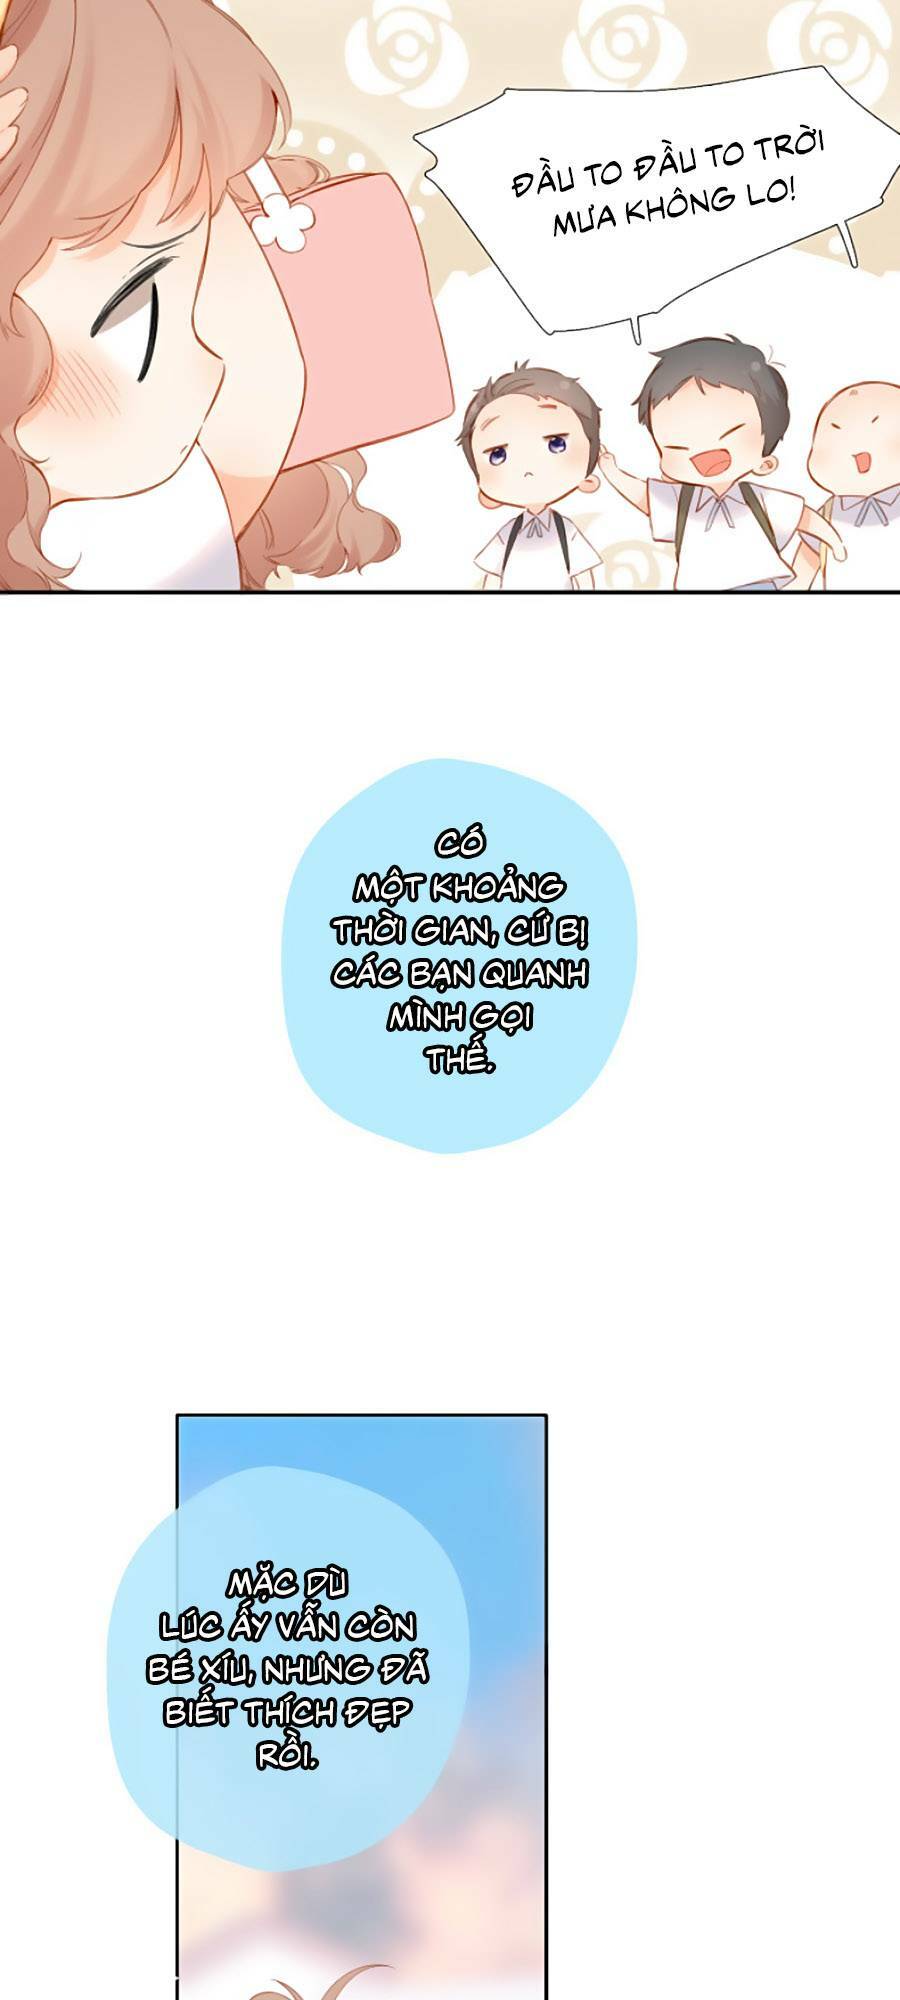 ĐẦU TO ĐẦU TO TRỜI
MƯA KHÔNG LO!
CÓ
MỘT KHOẢNG
THỜI GIAN, CỨ BỊ
CÁC BẠN QUANH
MÌNH GỌI
THẾ.
MẶC DÙ
LÚC ẤY VẪN CÒN
BÉ XÍU, NHƯNG ĐÃ
BIẾT THÍCH ĐẸP
RỒI.